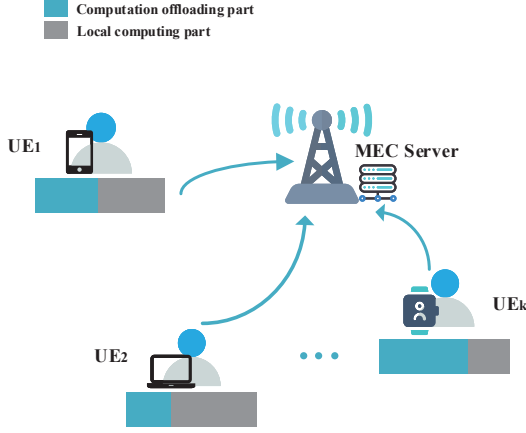 Computation offloading part
Local computing part
UE1
MEC Server
UEk
UE2